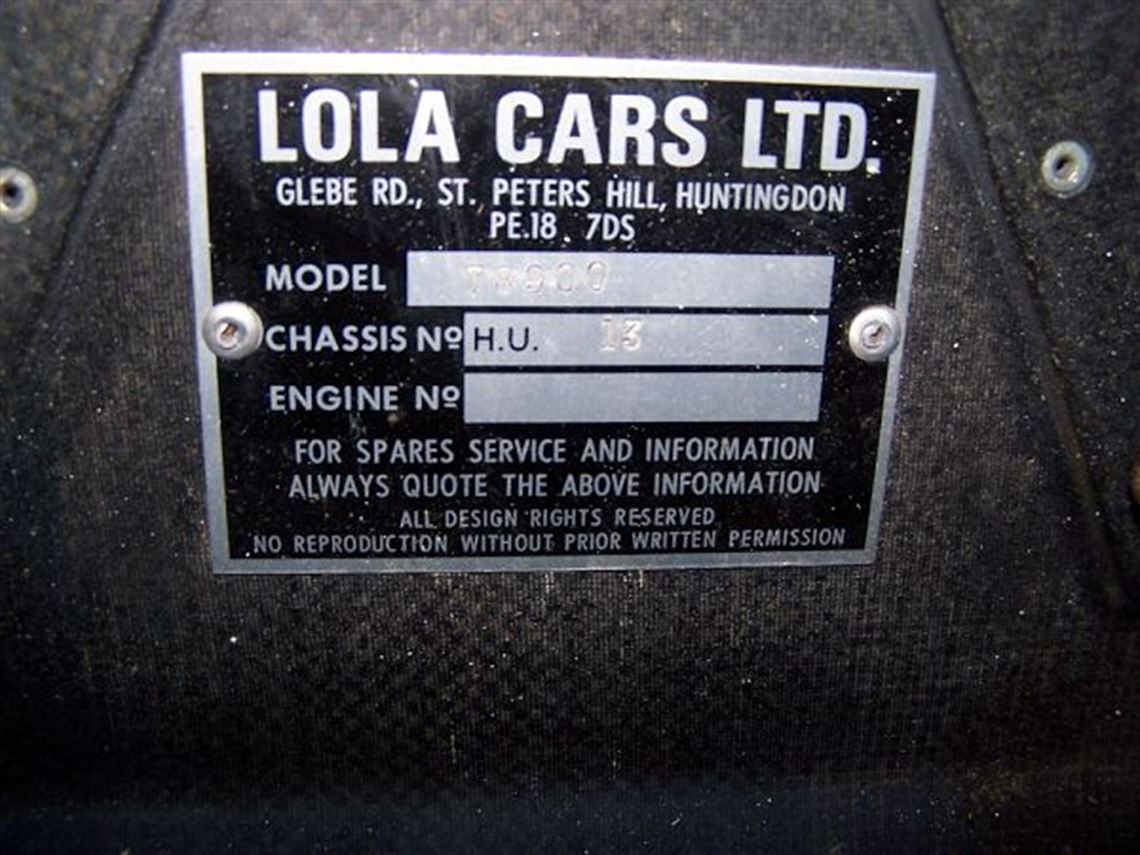 LOLA CARS LTD.
GLEBE RD., ST. PETERS HILL, HUNTINGDON
PE.18 7DS
MODEL T8900
CHASSIS Nº H.U. 13
ENGINE Nº
FOR SPARES SERVICE AND INFORMATION
ALWAYS QUOTE THE ABOVE INFORMATION
ALL DESIGN RIGHTS RESERVED
NO REPRODUCTION WITHOUT PRIOR WRITTEN PERMISSION